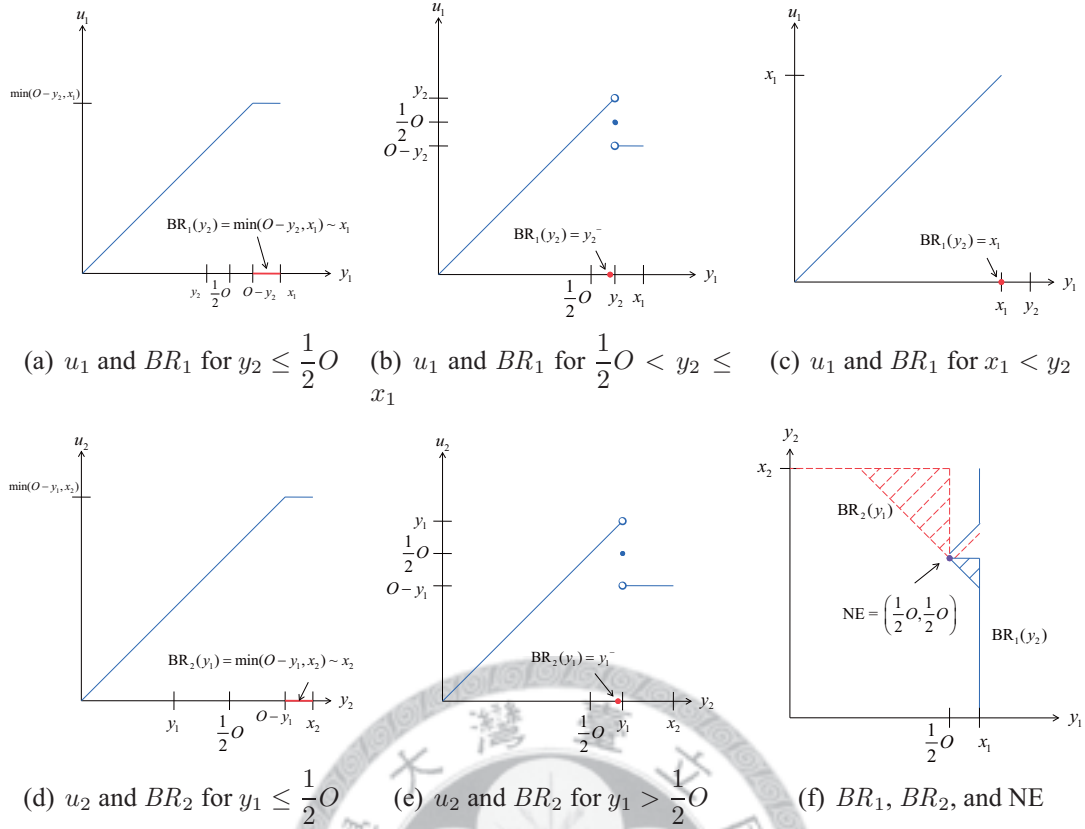 u₁
min(O−y₂,x₁)
BR₁(y₂) = min(O−y₂,x₁) ~ x₁
y₂ 1/2 O O−y₂ x₁ y₁
(a) u₁ and BR₁ for y₂ ≤ 1/2 O
u₁
y₂
1/2 O
O−y₂
BR₁(y₂) = y₂⁻
1/2 O y₂ x₁ y₁
(b) u₁ and BR₁ for 1/2 O < y₂ ≤
x₁
u₁
x₁
BR₁(y₂) = x₁
x₁ y₂ y₁
(c) u₁ and BR₁ for x₁ < y₂
u₂
min(O−y₁,x₂)
BR₂(y₁) = min(O−y₁,x₂) ~ x₂
y₁ 1/2 O O−y₁ x₂ y₂
(d) u₂ and BR₂ for y₁ ≤ 1/2 O
u₂
y₁
1/2 O
O−y₁
BR₂(y₁) = y₁⁻
1/2 O y₁ x₂ y₂
(e) u₂ and BR₂ for y₁ > 1/2 O
y₂
x₂
BR₂(y₁)
NE = (1/2 O, 1/2 O)
BR₁(y₂)
1/2 O x₁ y₁
(f) BR₁, BR₂, and NE
大灣臺立